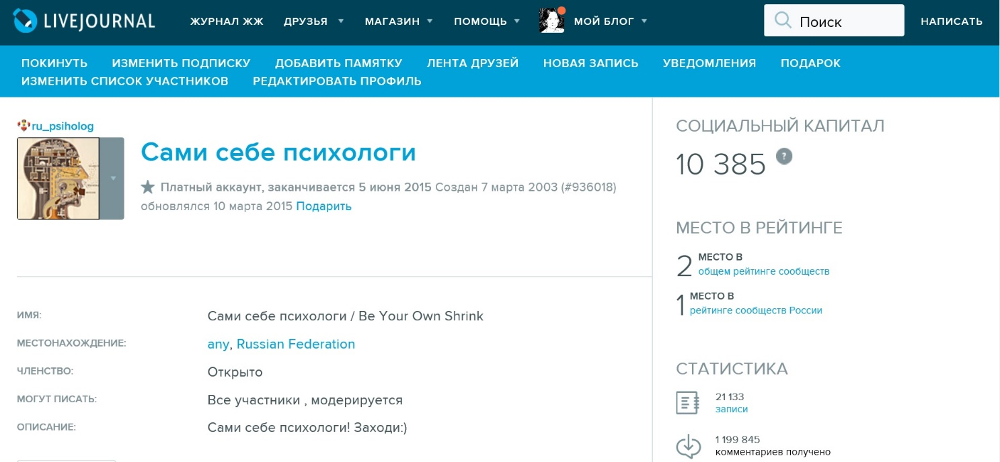 LIVEJOURNAL ЖУРНАЛ ЖЖ ДРУЗЬЯ МАГАЗИН ПОМОЩЬ МОЙ БЛОГ Поиск НАПИСАТЬ
ПОКИНУТЬ ИЗМЕНИТЬ ПОДПИСКУ ДОБАВИТЬ ПАМЯТКУ ЛЕНТА ДРУЗЕЙ НОВАЯ ЗАПИСЬ УВЕДОМЛЕНИЯ ПОДАРОК
ИЗМЕНИТЬ СПИСОК УЧАСТНИКОВ РЕДАКТИРОВАТЬ ПРОФИЛЬ
ru_psiholog
Сами себе психологи
Платный аккаунт, заканчивается 5 июня 2015 Создан 7 марта 2003 (#936018)
обновлялся 10 марта 2015 Подарить
ИМЯ: Сами себе психологи / Be Your Own Shrink
МЕСТОНАХОЖДЕНИЕ: any, Russian Federation
ЧЛЕНСТВО: Открыто
МОГУТ ПИСАТЬ: Все участники , модерируется
ОПИСАНИЕ: Сами себе психологи! Заходи:)
СОЦИАЛЬНЫЙ КАПИТАЛ
10 385 ?
МЕСТО В РЕЙТИНГЕ
2 МЕСТО В
общем рейтинге сообществ
1 МЕСТО В
рейтинге сообществ России
СТАТИСТИКА
21 133
записи
1 199 845
комментариев получено